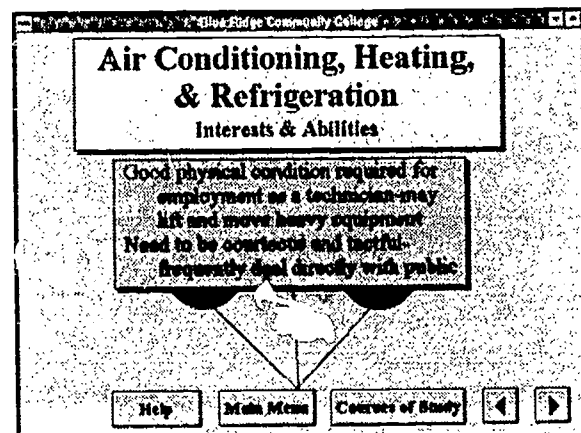 Blue Ridge Community College
Air Conditioning, Heating,
& Refrigeration
Interests & Abilities
Good physical condition required for
employment as a technician-may
lift and move heavy equipment
Need to be courteous and tactful-
frequently deal directly with public
Help
Main Menu
Courses of Study